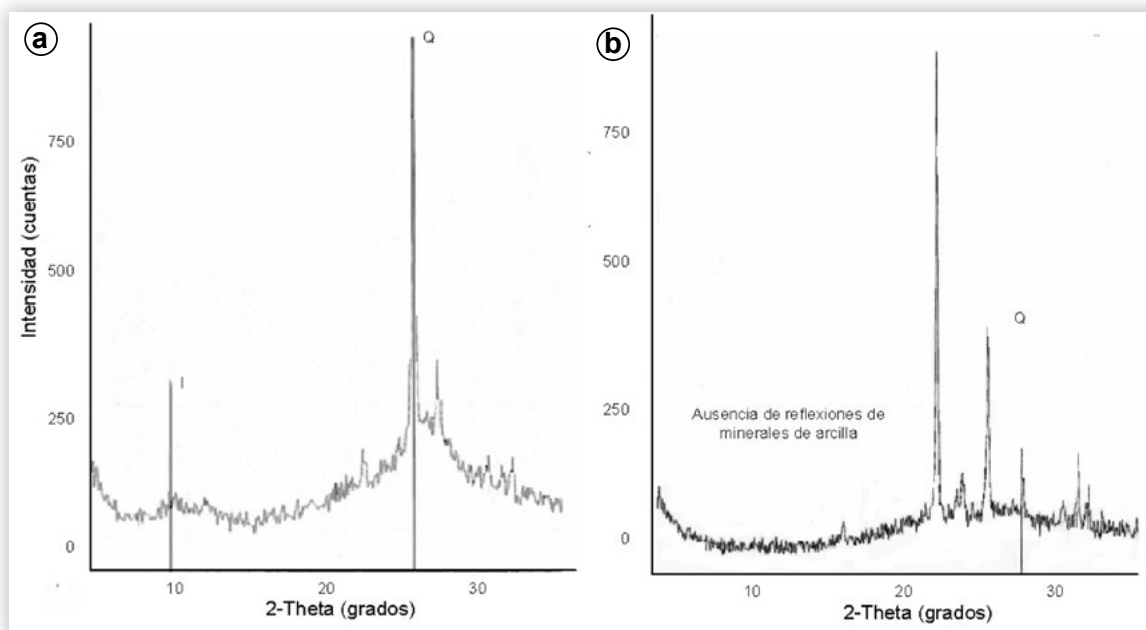 a
Q
750
Intensidad (cuentas)
500
I
250
0
10
20
30
2-Theta (grados)
b
750
500
Q
250
Ausencia de reflexiones de
minerales de arcilla
0
10
20
30
2-Theta (grados)